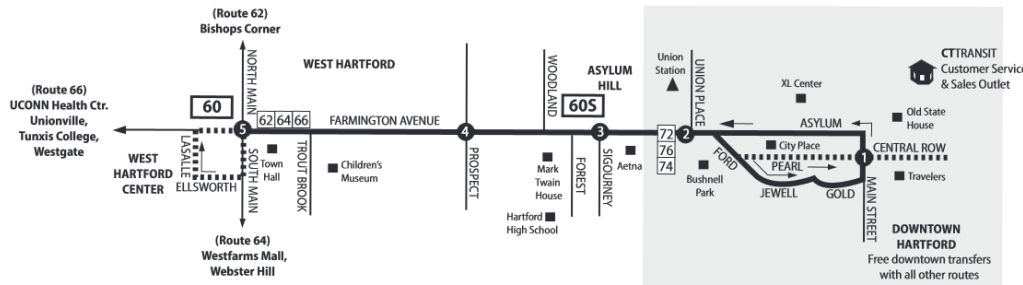 (Route 62)
Bishops Corner
(Route 66)
UCONN Health Ctr.
Unionville,
Tunxis College,
Westgate
60
NORTH MAIN
WEST HARTFORD
62 64 66
FARMINGTON AVENUE
5
LASALLE
ELLSWORTH
WEST
HARTFORD
CENTER
SOUTH MAIN
Town
Hall
TROUT BROOK
Children's
Museum
(Route 64)
Westfarms Mall,
Webster Hill
4
PROSPECT
WOODLAND
60S
ASYLUM
HILL
3
Mark
Twain
House
Hartford
High School
FOREST
SIGOURNEY
Aetna
Union
Station
UNION PLACE
72
76
74
2
Bushnell
Park
FORD
XL Center
ASYLUM
City Place
PEARL
JEWELL
GOLD
1
CENTRAL ROW
MAIN STREET
CTTRANSIT
Customer Service
& Sales Outlet
Old State
House
Travelers
DOWNTOWN
HARTFORD
Free downtown transfers
with all other routes